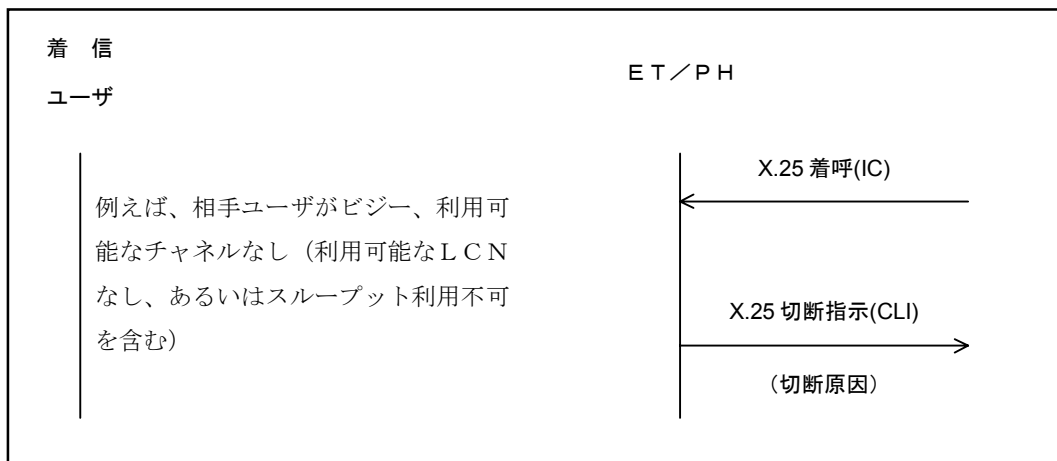 着　信
ユーザ
ＥＴ／ＰＨ
X.25 着呼(IC)
例えば、相手ユーザがビジー、利用可
能なチャネルなし（利用可能なＬＣＮ
なし、あるいはスループット利用不可
を含む）
X.25 切断指示(CLI)
（切断原因）